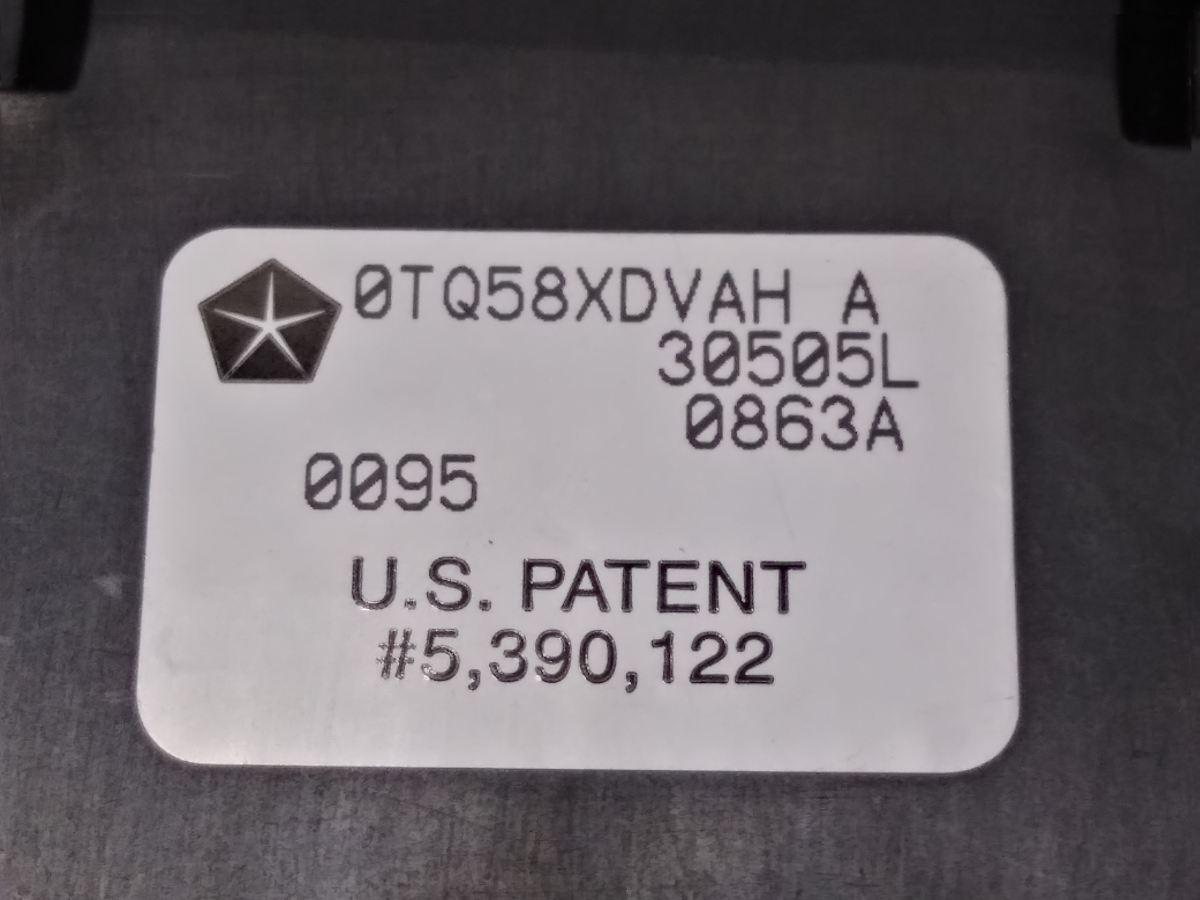 0TQ58XDVAH A
30505L
0863A
0095
U.S. PATENT
#5,390,122